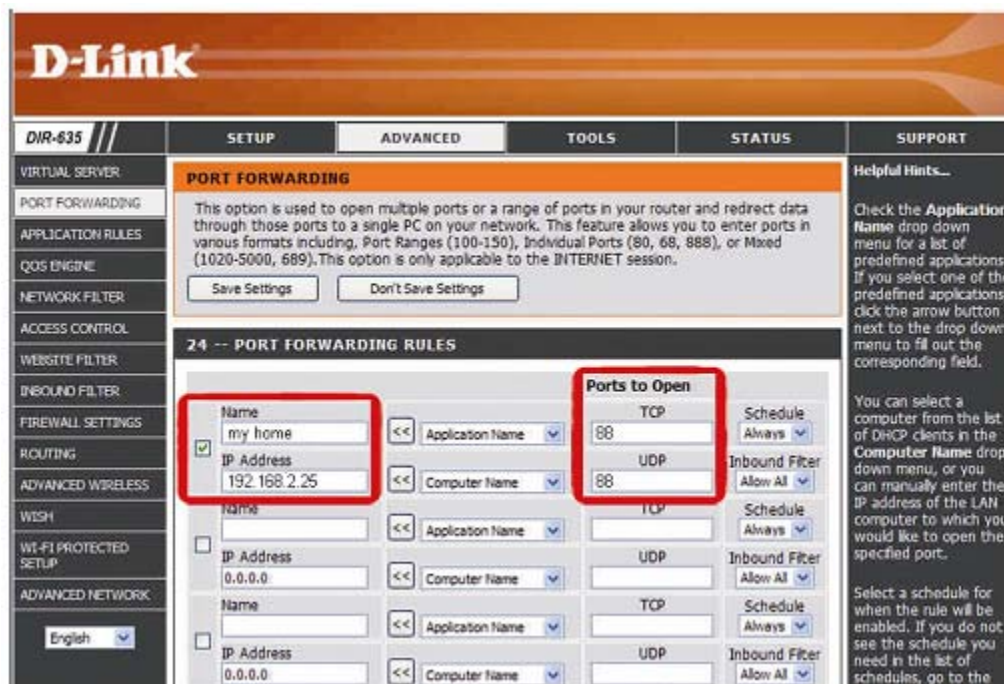 D-Link
DIR-635
SETUP
ADVANCED
TOOLS
STATUS
SUPPORT
VIRTUAL SERVER
PORT FORWARDING
APPLICATION RULES
QOS ENGINE
NETWORK FILTER
ACCESS CONTROL
WEBSITE FILTER
INBOUND FILTER
FIREWALL SETTINGS
ROUTING
ADVANCED WIRELESS
WISH
WI-FI PROTECTED
SETUP
ADVANCED NETWORK
English
PORT FORWARDING
This option is used to open multiple ports or a range of ports in your router and redirect data
through those ports to a single PC on your network. This feature allows you to enter ports in
various formats including, Port Ranges (100-150), Individual Ports (80, 68, 888), or Mixed
(1020-5000, 689).This option is only applicable to the INTERNET session.
Save Settings
Don't Save Settings
24 -- PORT FORWARDING RULES
Ports to Open
Name
TCP
Schedule
my home
<<
Application Name
88
Always
IP Address
UDP
Inbound Filter
192.168.2.25
<<
Computer Name
88
Allow All
Name
TCP
Schedule
<<
Application Name
Always
IP Address
UDP
Inbound Filter
0.0.0.0
<<
Computer Name
Allow All
Name
TCP
Schedule
<<
Application Name
Always
IP Address
UDP
Inbound Filter
0.0.0.0
<<
Computer Name
Allow All
Helpful Hints...
Check the Application
Name drop down
menu for a list of
predefined applications
If you select one of the
predefined applications
click the arrow button
next to the drop down
menu to fill out the
corresponding field.
You can select a
computer from the list
of DHCP clients in the
Computer Name drop
down menu, or you
can manually enter the
IP address of the LAN
computer to which you
would like to open the
specified port.
Select a schedule for
when the rule will be
enabled. If you do not
see the schedule you
need in the list of
schedules, go to the